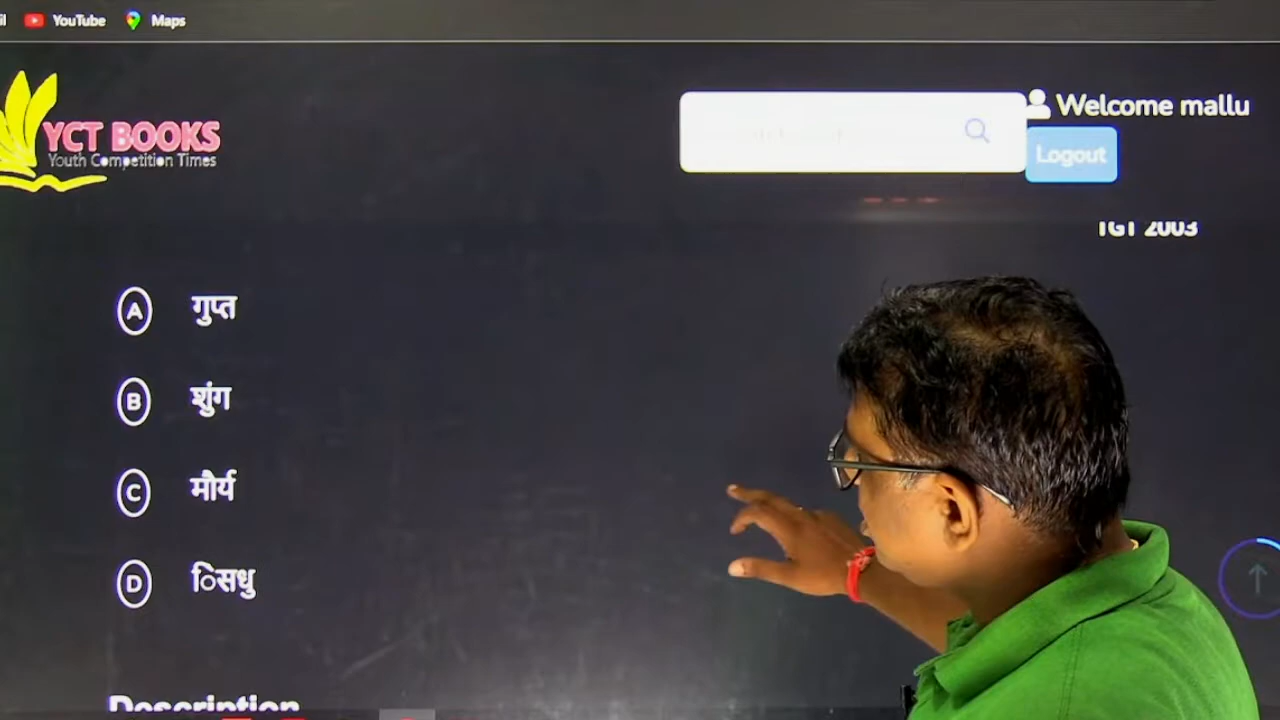 YouTube Maps
YCT BOOKS
Youth Competition Times
Welcome mallu
Logout
TGT 2003
A गुप्त
B शुंग
C मौर्य
D िसधु
Description